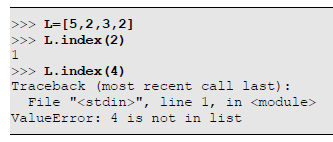 >>> L=[5,2,3,2]
>>> L.index(2)
1
>>> L.index(4)
Traceback (most recent call last):
  File "<stdin>", line 1, in <module>
ValueError: 4 is not in list